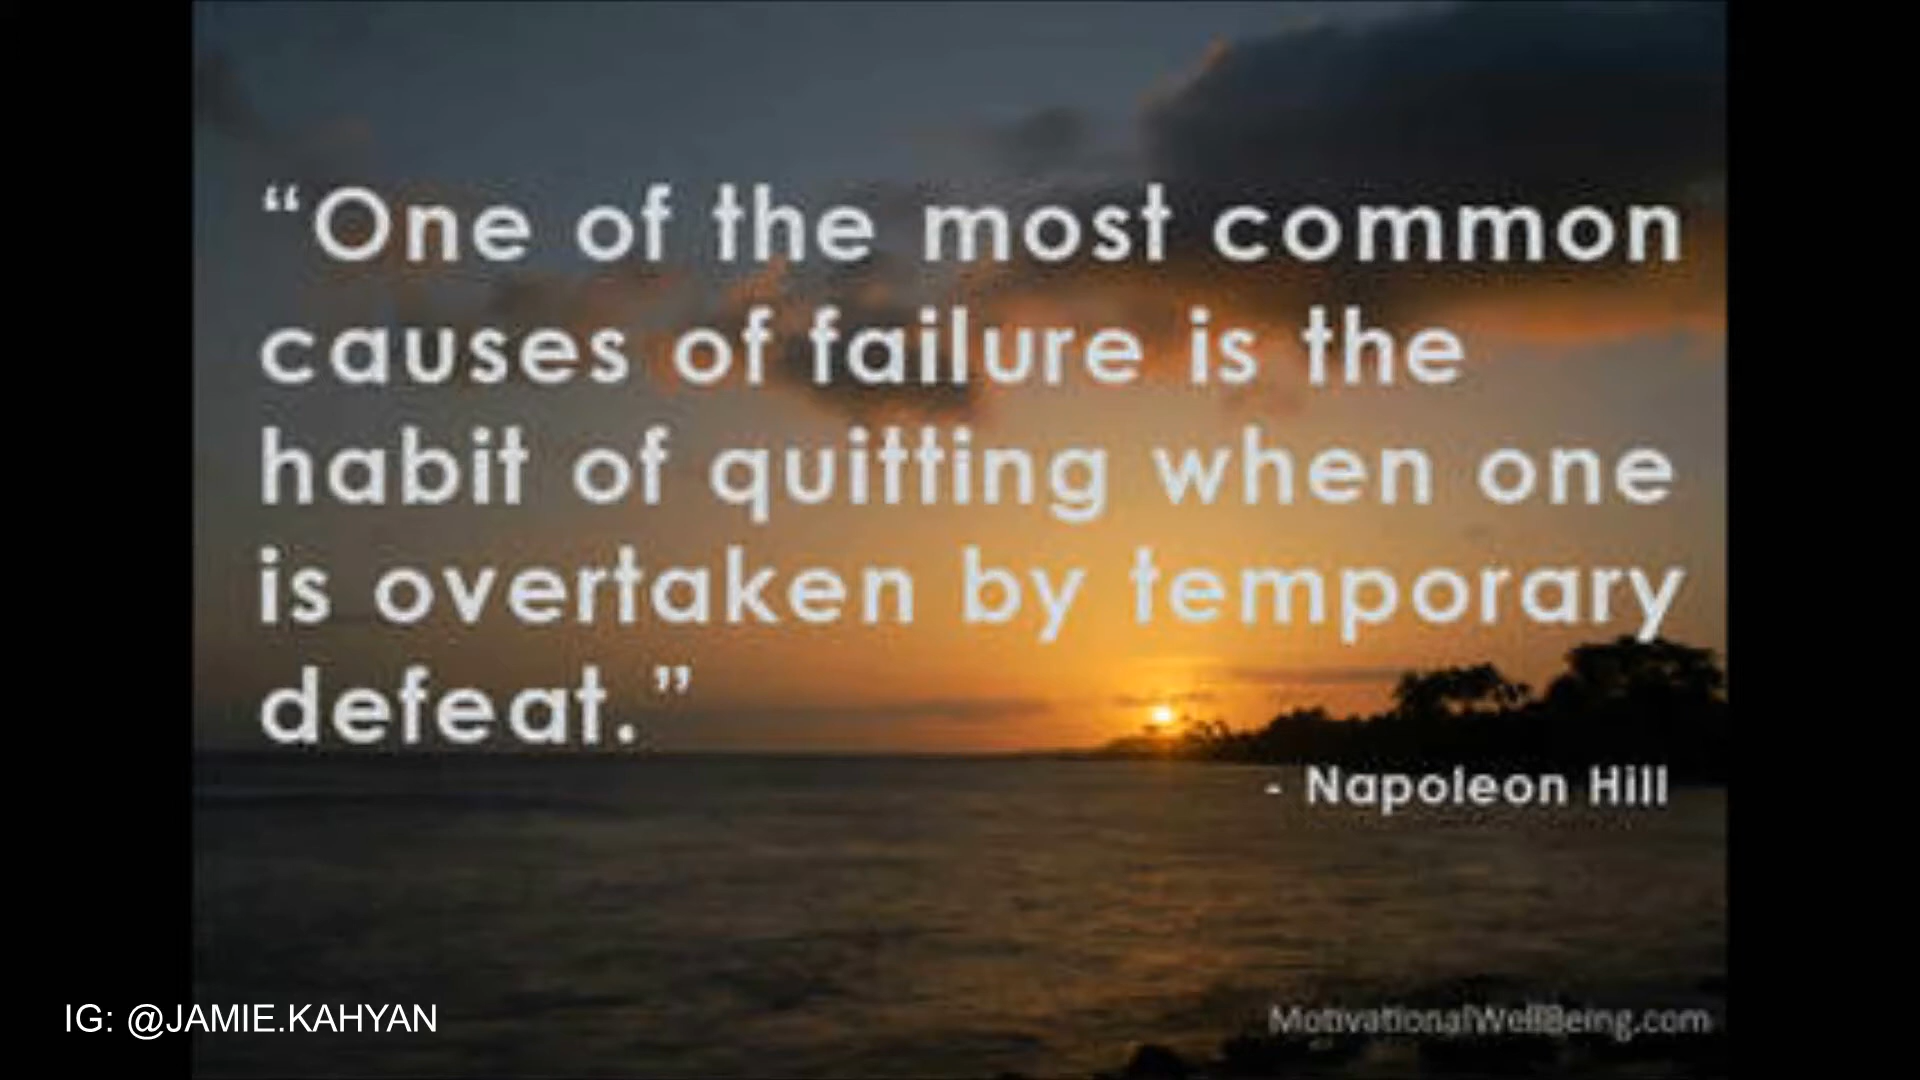 “One of the most common
causes of failure is the
habit of quitting when one
is overtaken by temporary
defeat.”
- Napoleon Hill
IG: @JAMIE.KAHYAN
MotivationalWellBeing.com